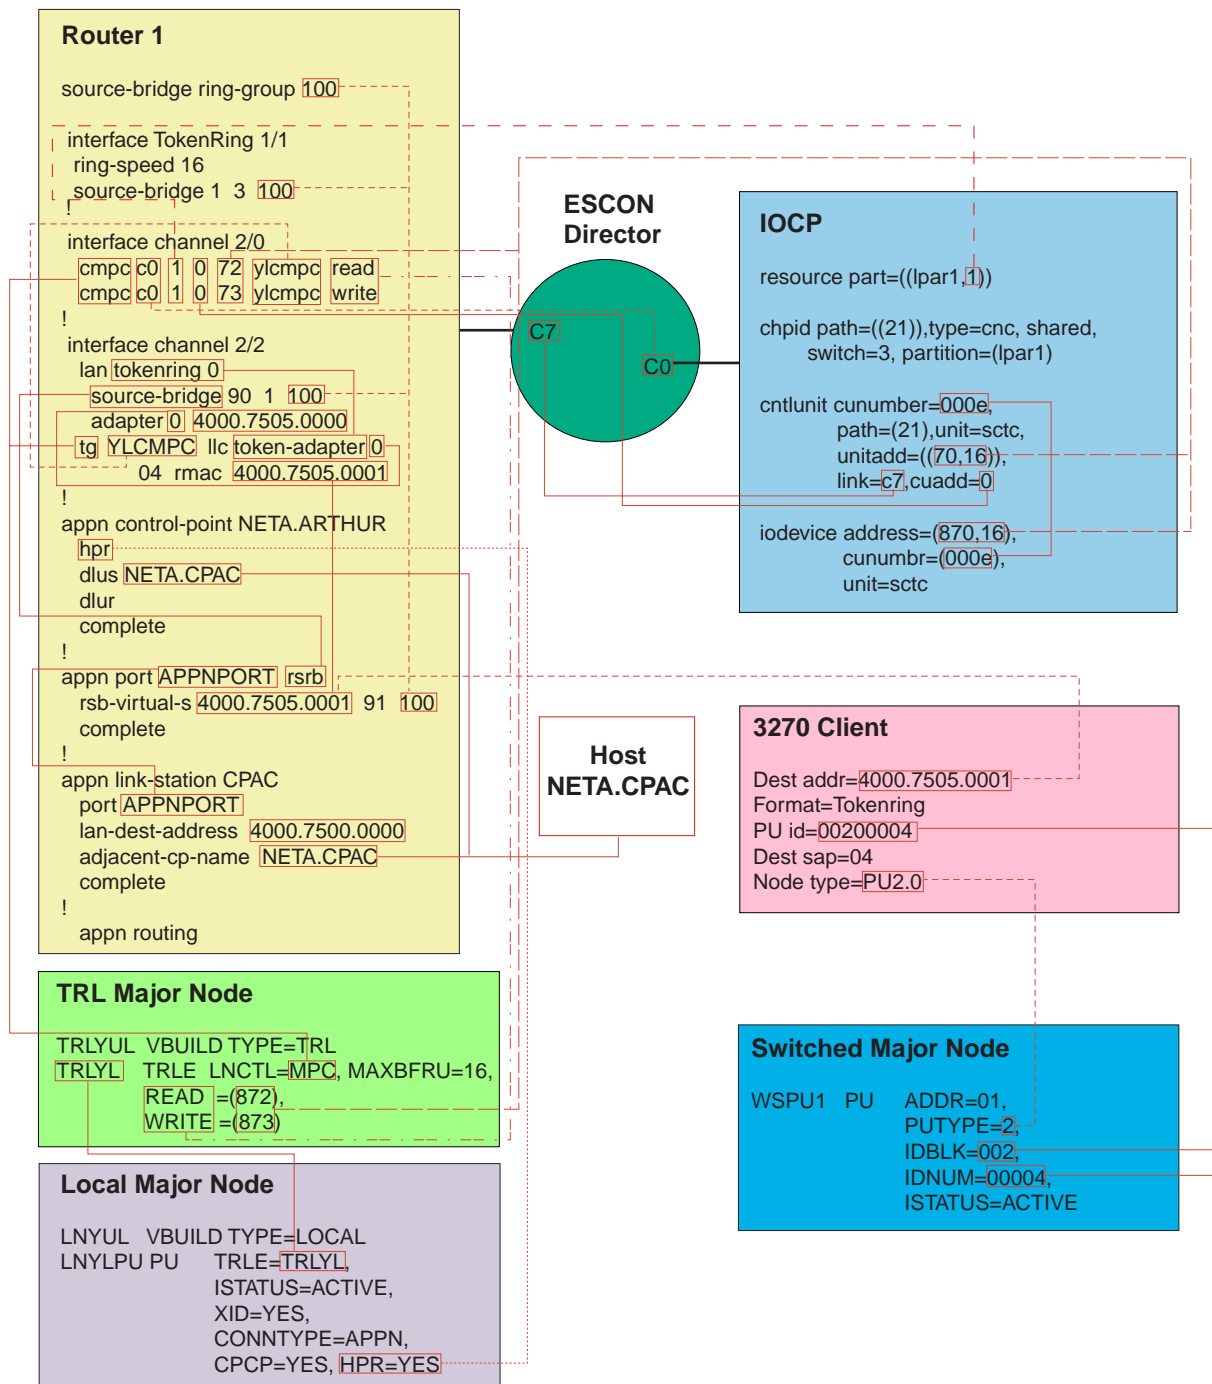 Router 1
source-bridge ring-group 100
interface TokenRing 1/1
ring-speed 16
source-bridge 1 3 100
!
interface channel 2/0
cmpc c0 1 0 72 ylcmpc read
cmpc c0 1 0 73 ylcmpc write
!
interface channel 2/2
lan tokenring 0
source-bridge 90 1 100
adapter 0 4000.7505.0000
tg YLCMPC llc token-adapter 0
04 rmac 4000.7505.0001
!
appn control-point NETA.ARTHUR
hpr
dlus NETA.CPAC
dlur
complete
!
appn port APPNPORT rsrb
rsb-virtual-s 4000.7505.0001 91 100
complete
!
appn link-station CPAC
port APPNPORT
lan-dest-address 4000.7500.0000
adjacent-cp-name NETA.CPAC
complete
!
appn routing
ESCON
Director
C7
C0
IOCP
resource part=((lpar1,1))
chpid path=((21)),type=cnc, shared,
switch=3, partition=(lpar1)
cntlunit cunumber=000e,
path=(21),unit=sctc,
unitadd=((70,16)),
link=c7,cuadd=0
iodevice address=(870,16),
cunumbr=(000e),
unit=sctc
Host
NETA.CPAC
3270 Client
Dest addr=4000.7505.0001
Format=Tokenring
PU id=00200004
Dest sap=04
Node type=PU2.0
TRL Major Node
TRLYUL VBUILD TYPE=TRL
TRLYL TRLE LNCTL=MPC, MAXBFRU=16,
READ =(872),
WRITE =(873)
Switched Major Node
WSPU1 PU ADDR=01,
PUTYPE=2,
IDBLK=002,
IDNUM=00004,
ISTATUS=ACTIVE
Local Major Node
LNYUL VBUILD TYPE=LOCAL
LNYLPU PU TRLE=TRLYL,
ISTATUS=ACTIVE,
XID=YES,
CONNTYPE=APPN,
CPCP=YES, HPR=YES